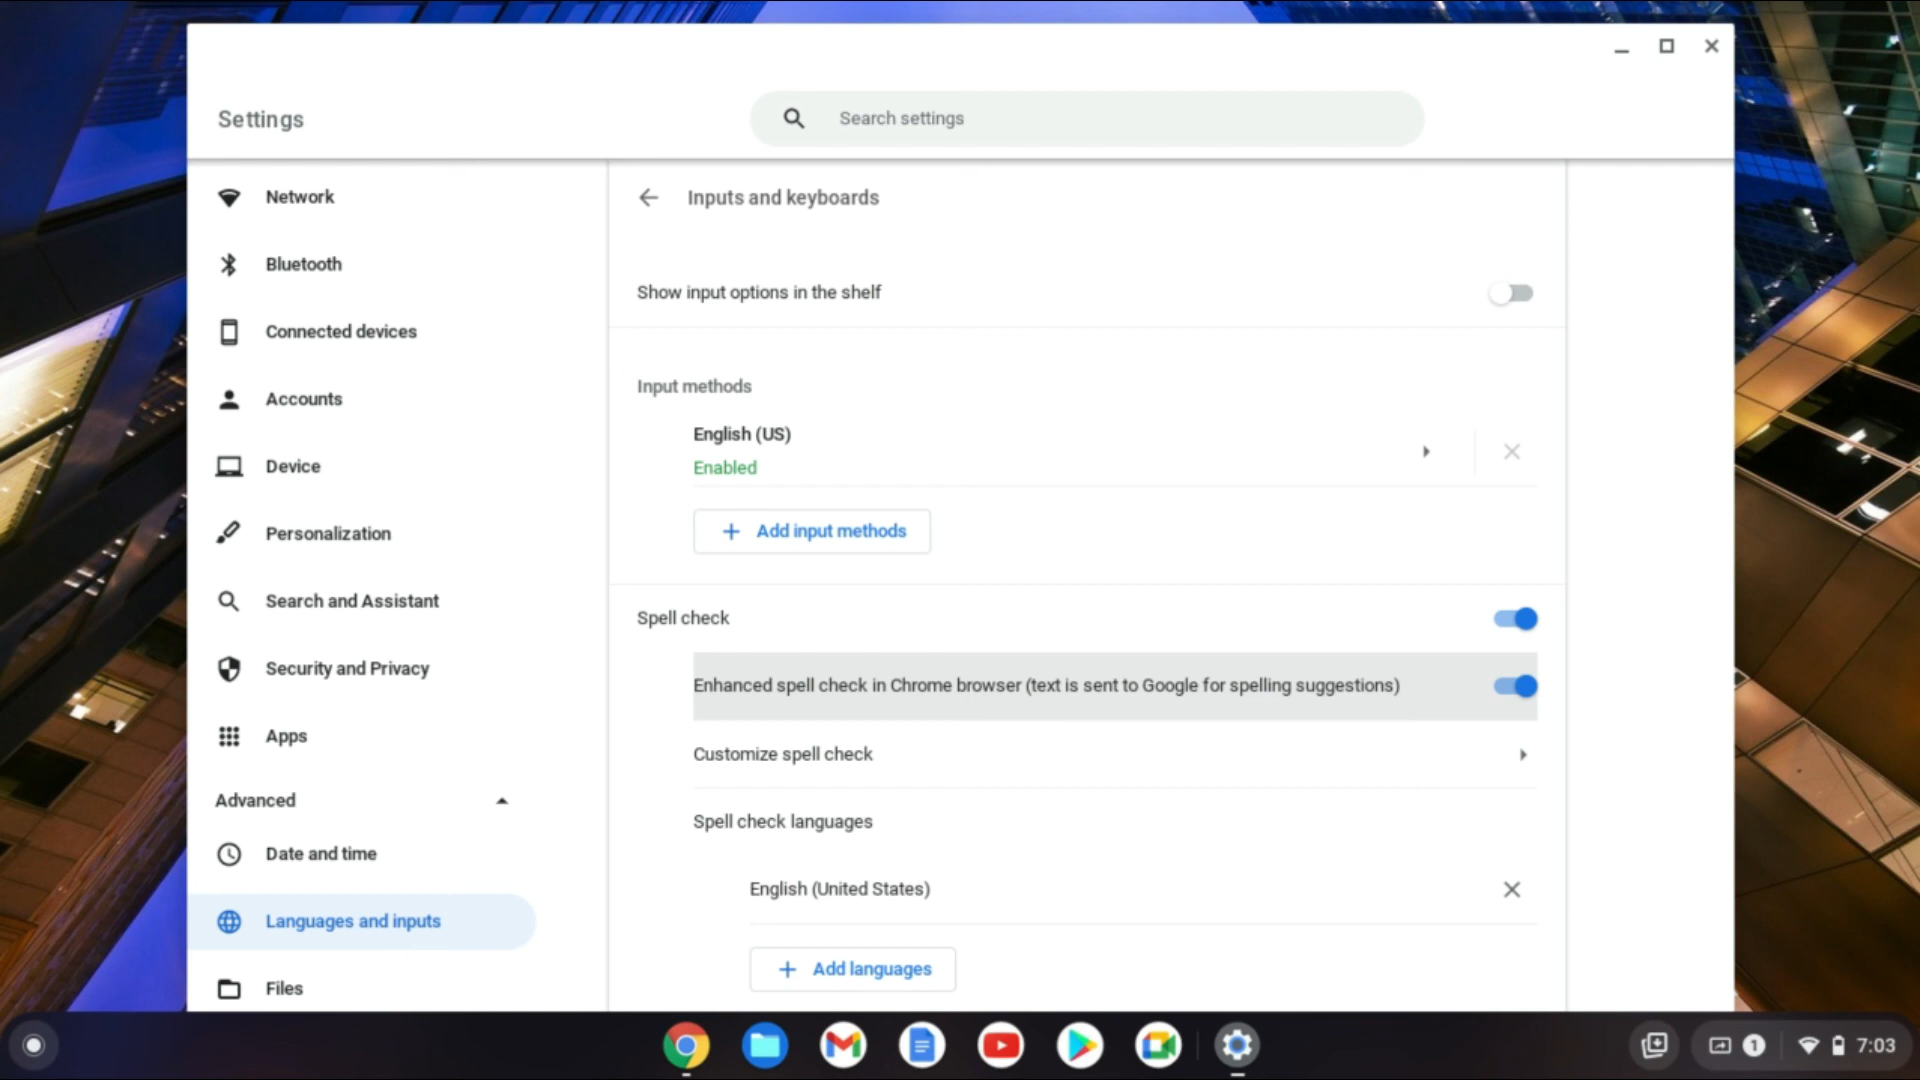 Settings
Search settings
Network
Bluetooth
Connected devices
Accounts
Device
Personalization
Search and Assistant
Security and Privacy
Apps
Advanced
Date and time
Languages and inputs
Files
Inputs and keyboards
Show input options in the shelf
Input methods
English (US)
Enabled
Add input methods
Spell check
Enhanced spell check in Chrome browser (text is sent to Google for spelling suggestions)
Customize spell check
Spell check languages
English (United States)
Add languages
1
7:03